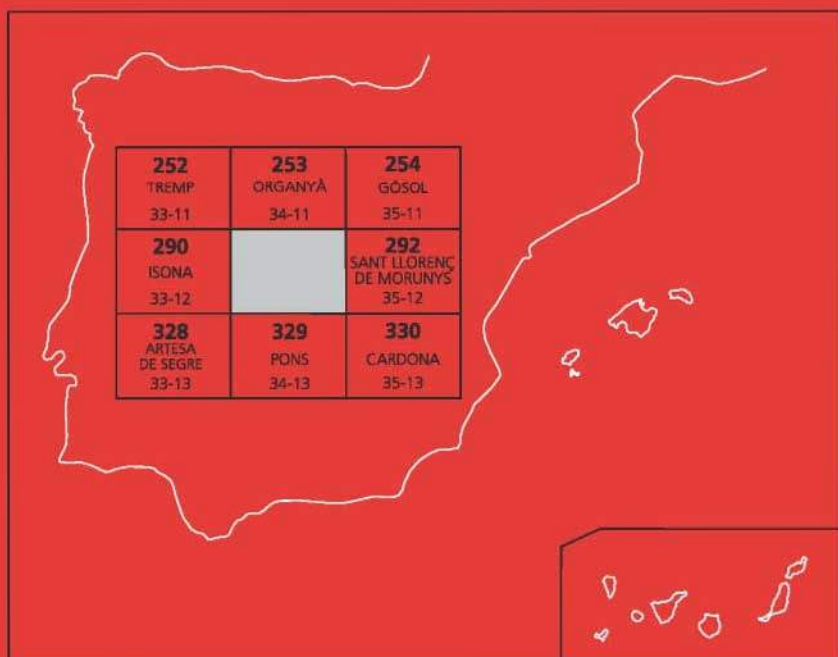 252
TREMP
33-11
253
ORGANYÀ
34-11
254
GÓSOL
35-11
290
ISONA
33-12
292
SANT LLORENÇ
DE MORUNYS
35-12
328
ARTESA
DE SEGRE
33-13
329
PONS
34-13
330
CARDONA
35-13